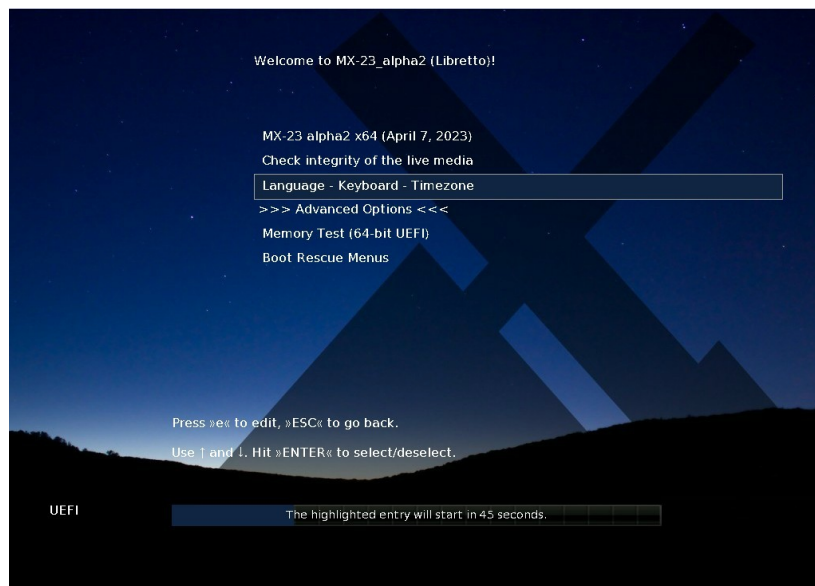 Welcome to MX-23_alpha2 (Libretto)!
MX-23 alpha2 x64 (April 7, 2023)
Check integrity of the live media
Language - Keyboard - Timezone
>>> Advanced Options <<<
Memory Test (64-bit UEFI)
Boot Rescue Menus
Press »e« to edit, »ESC« to go back.
Use ↑ and ↓. Hit »ENTER« to select/deselect.
UEFI
The highlighted entry will start in 45 seconds.